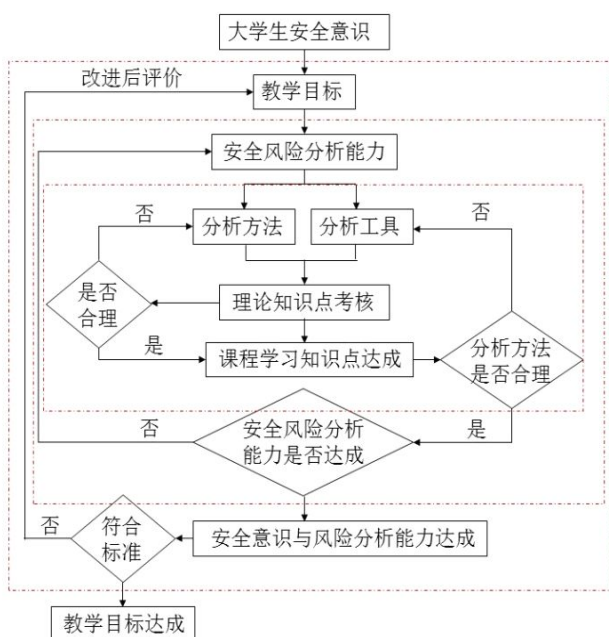 大学生安全意识
改进后评价
教学目标
安全风险分析能力
否
分析方法
分析工具
否
是否
合理
理论知识点考核
是
课程学习知识点达成
分析方法
是否合理
否
安全风险分析
能力是否达成
是
否
符合
标准
安全意识与风险分析能力达成
教学目标达成